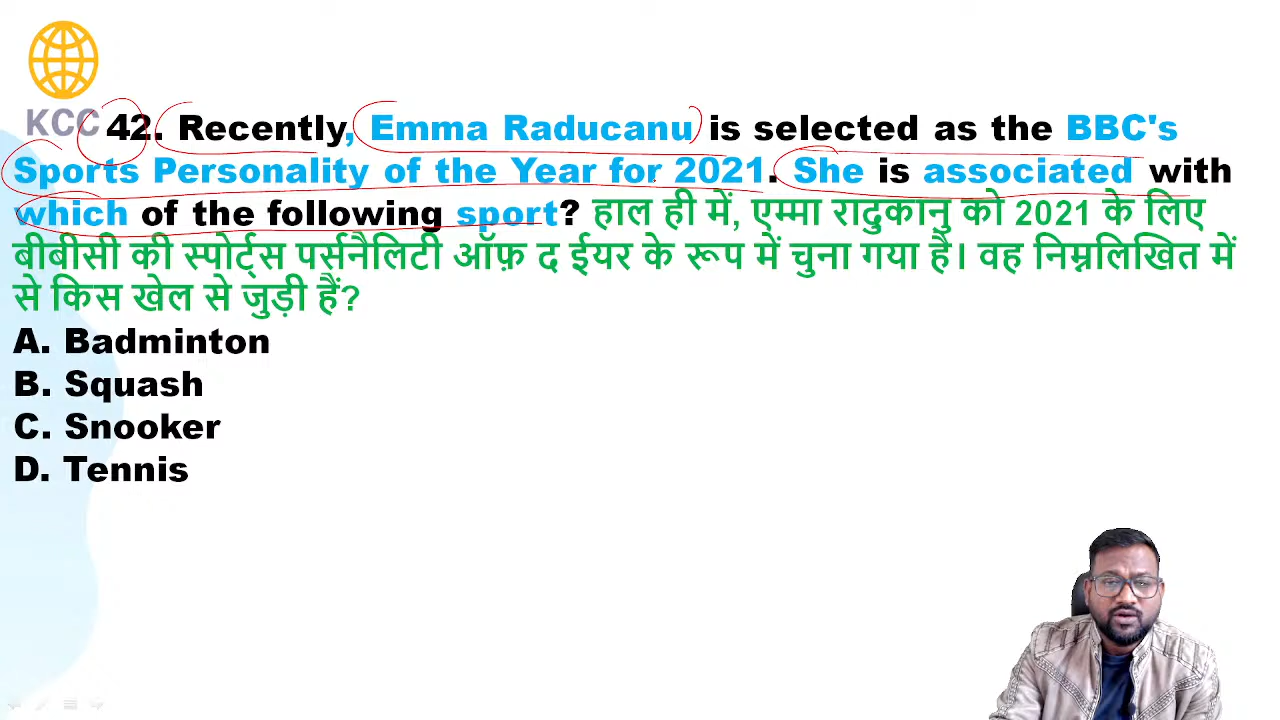 KCC
42. Recently, Emma Raducanu is selected as the BBC's
Sports Personality of the Year for 2021. She is associated with
which of the following sport? हाल ही में, एम्मा रादुकानु को 2021 के लिए
बीबीसी की स्पोर्ट्स पर्सनैलिटी ऑफ़ द ईयर के रूप में चुना गया है। वह निम्नलिखित में
से किस खेल से जुड़ी हैं?
A. Badminton
B. Squash
C. Snooker
D. Tennis